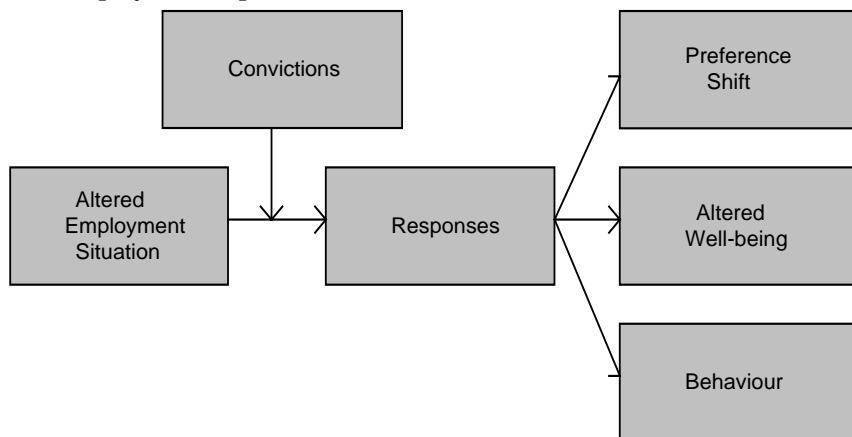 Convictions
Preference
Shift
Altered
Employment
Situation
Responses
Altered
Well-being
Behaviour